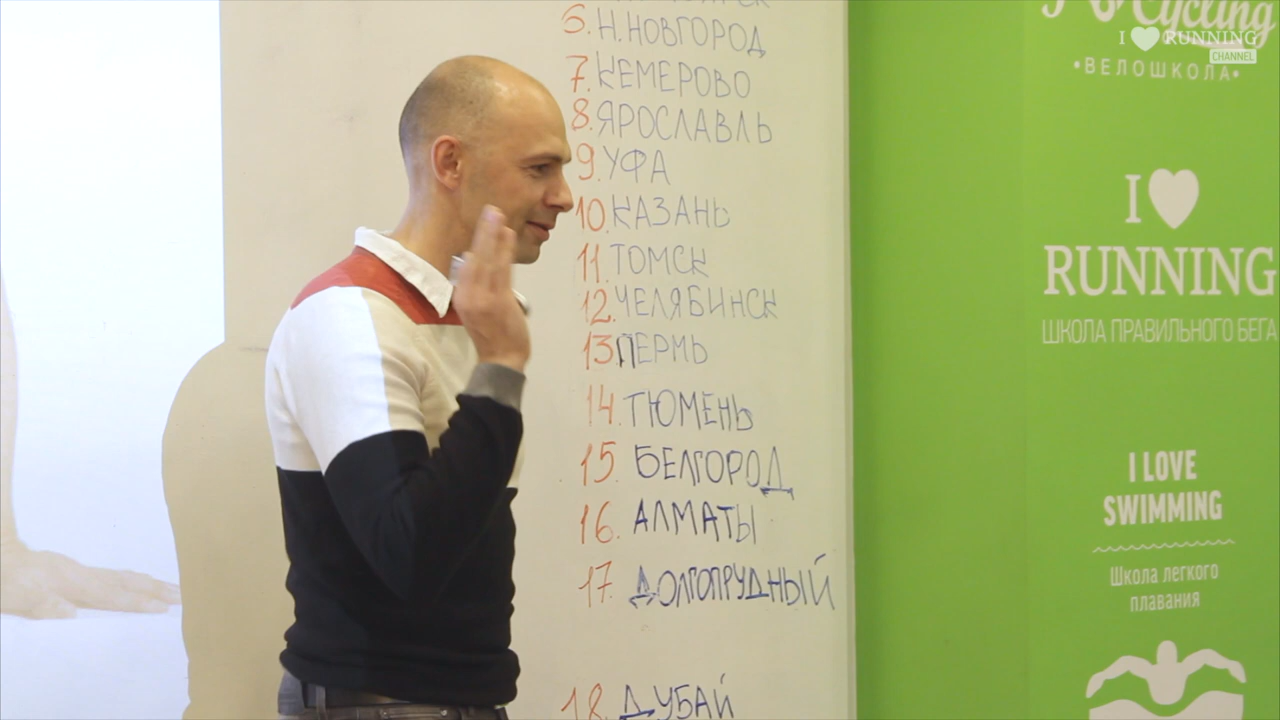 6. Н.НОВГОРОД
7. КЕМЕРОВО
8. ЯРОСЛАВЛЬ
9. УФА
10. КАЗАНЬ
11. ТОМСК
12. ЧЕЛЯБИНСК
13. ПЕРМЬ
14. ТЮМЕНЬ
15. БЕЛГОРОД
16. АЛМАТЫ
17. ДОЛГОПРУДНЫЙ
18. ДУБАЙ
Cycling
I RUNNING
CHANNEL
•ВЕЛОШКОЛА•
I
RUNNING
ШКОЛА ПРАВИЛЬНОГО БЕГА
I LOVE
SWIMMING
Школа легкого
плавания